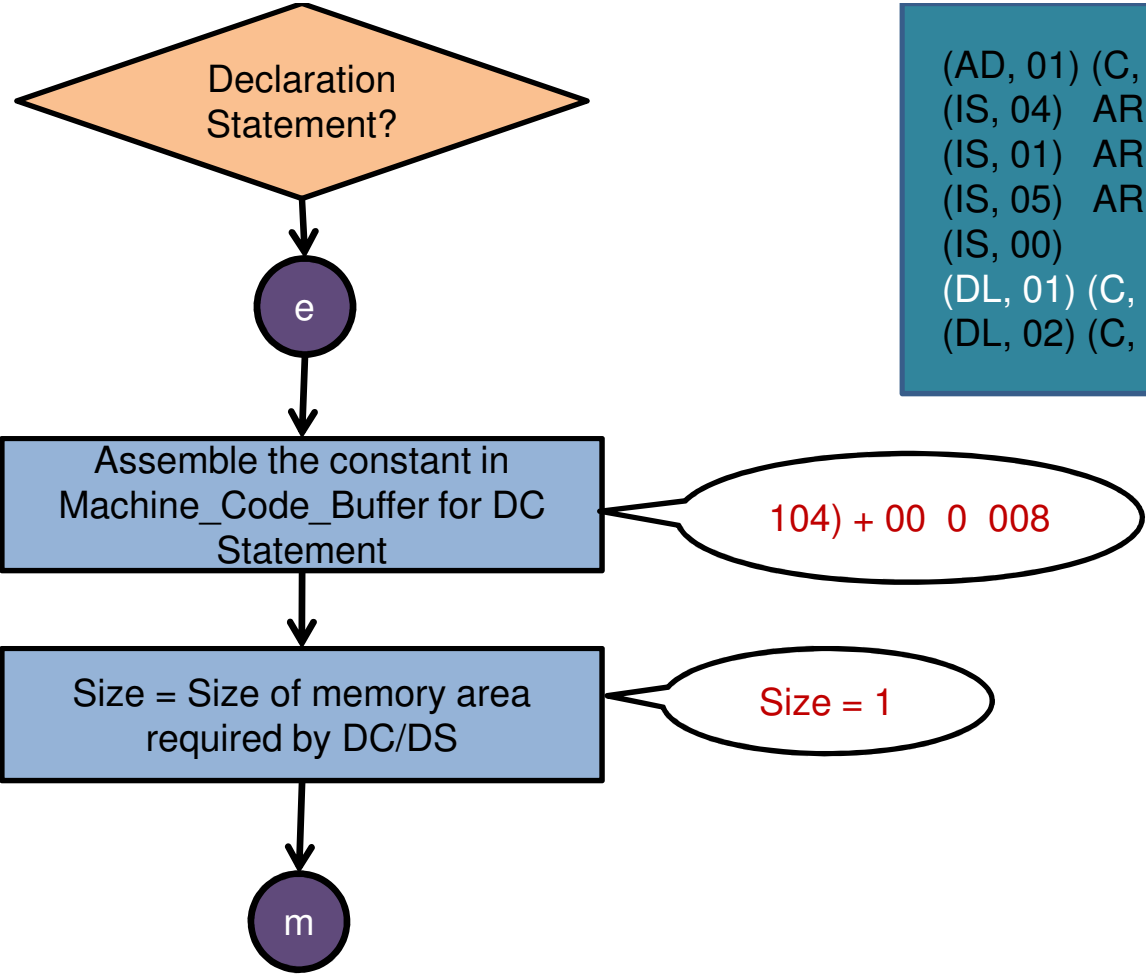 Declaration
Statement?
e
Assemble the constant in
Machine_Code_Buffer for DC
Statement
104) + 00 0 008
Size = Size of memory area
required by DC/DS
Size = 1
m
(AD, 01) (C,
(IS, 04) AR
(IS, 01) AR
(IS, 05) AR
(IS, 00)
(DL, 01) (C,
(DL, 02) (C,